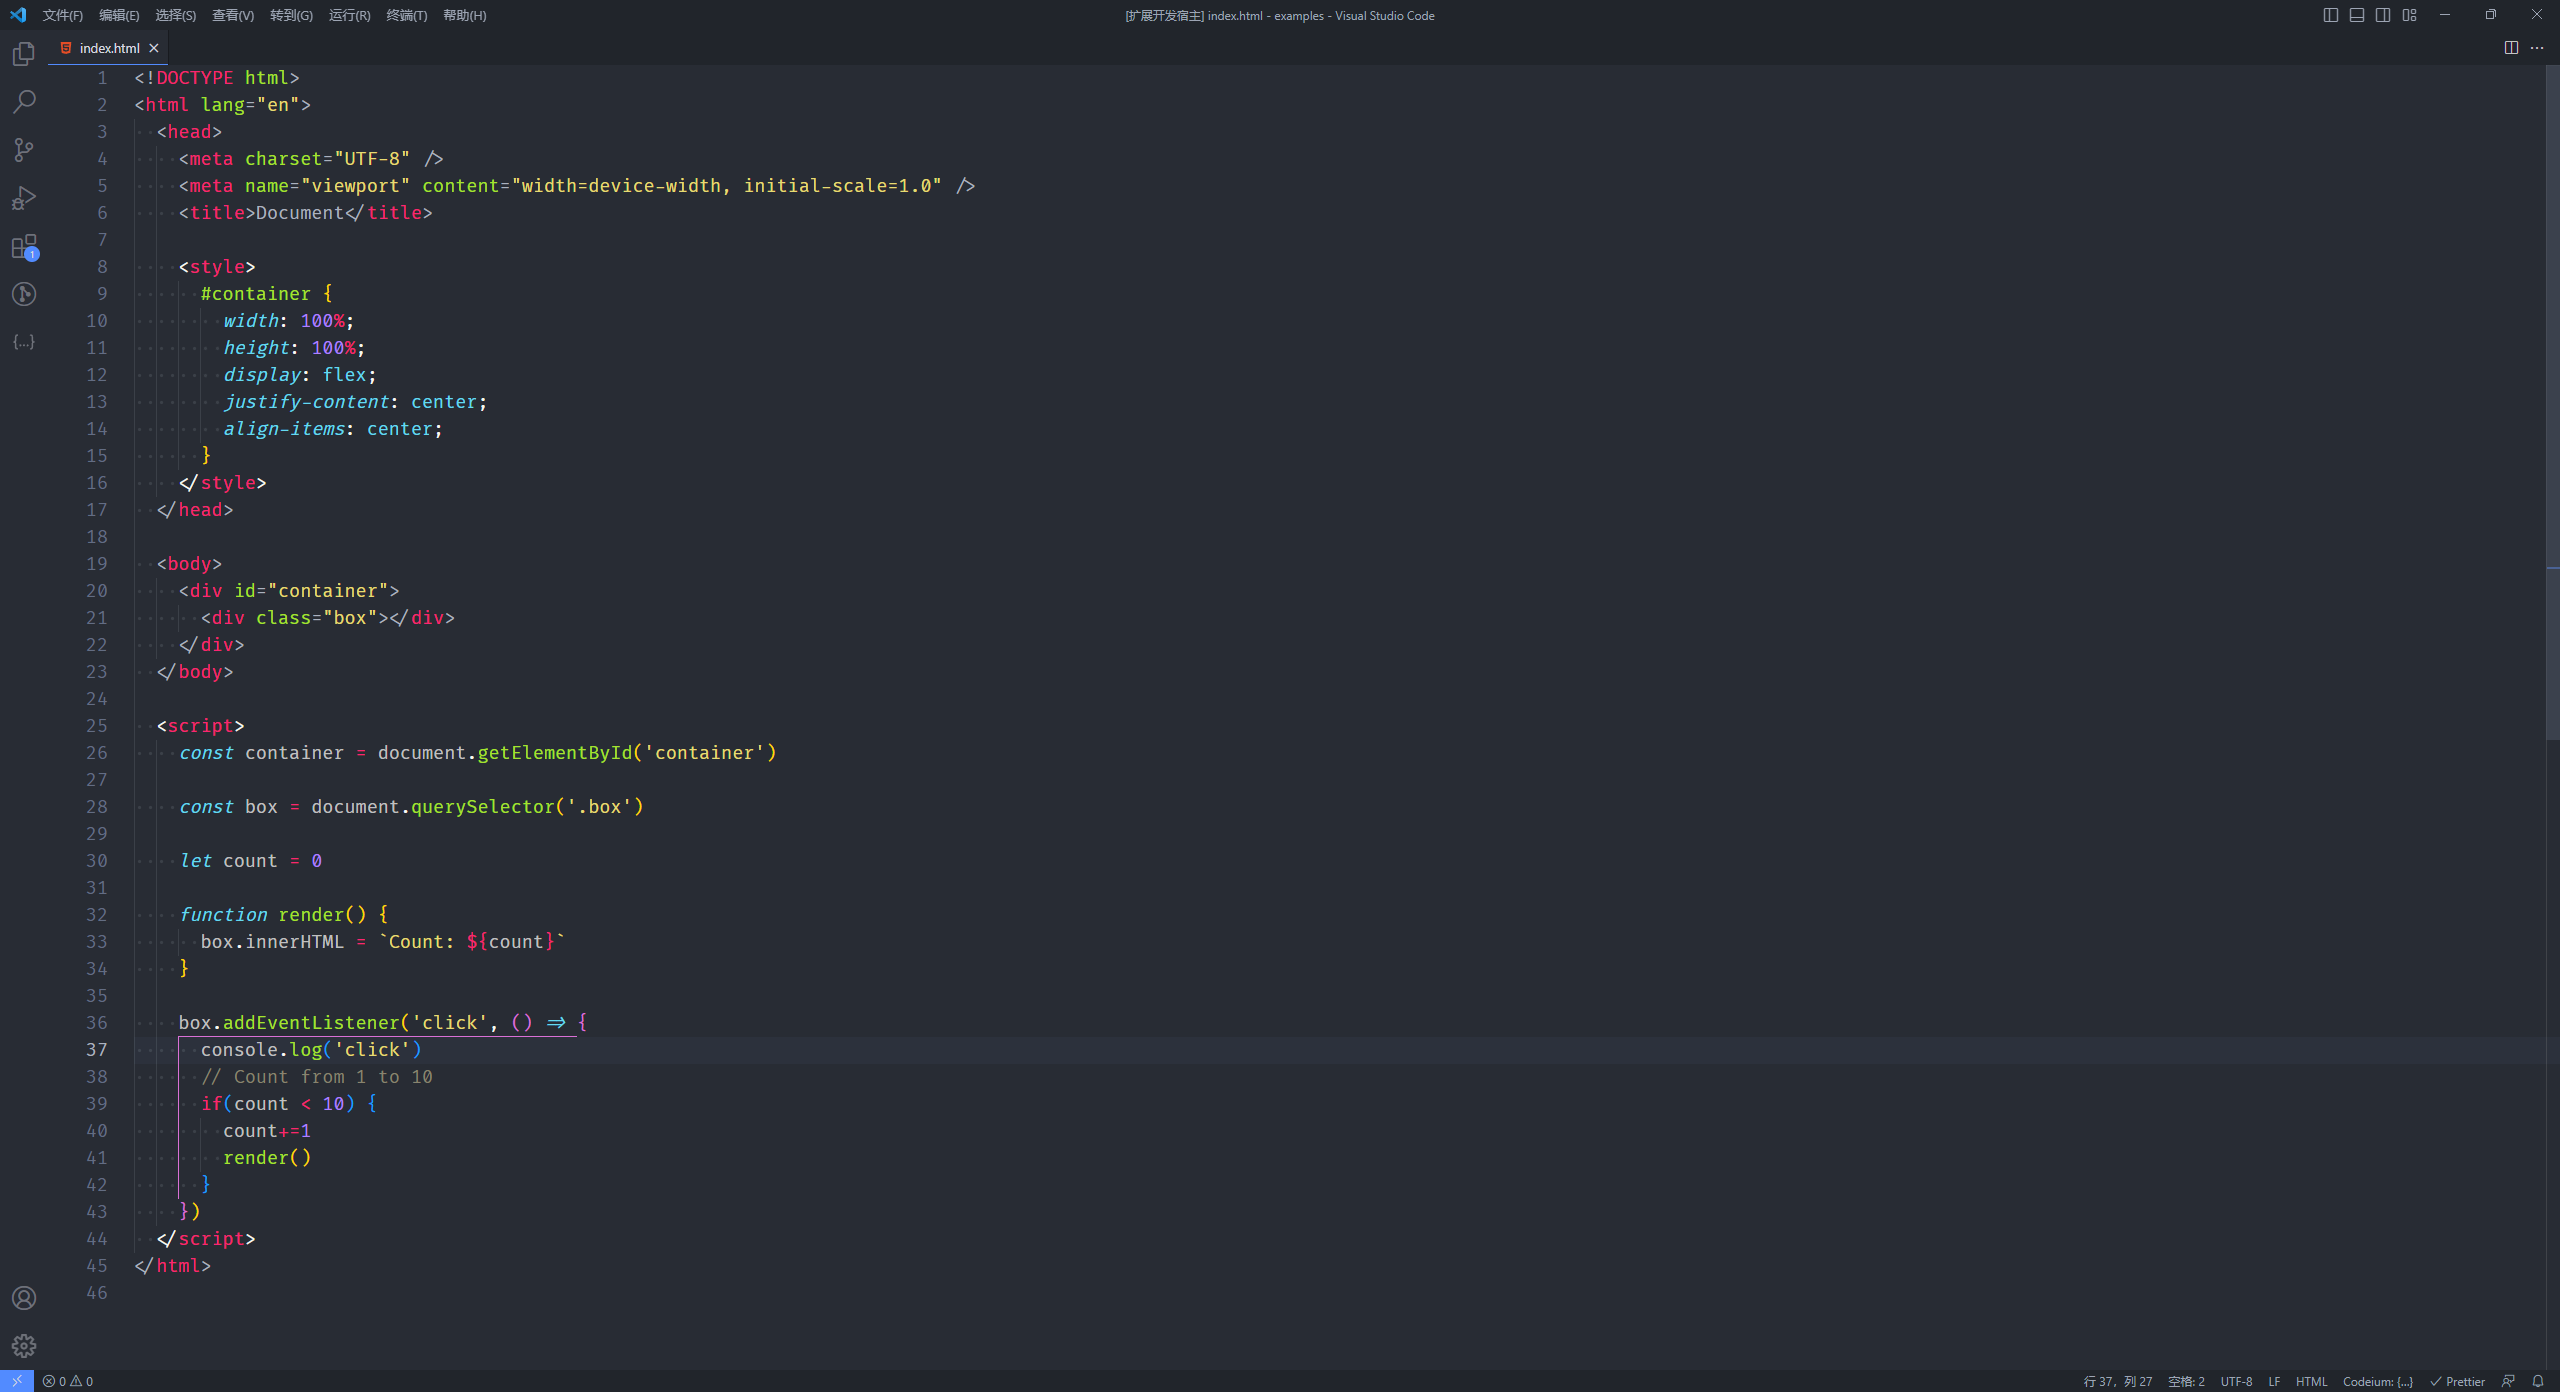 文件(F) 编辑(E) 选择(S) 查看(V) 转到(G) 运行(R) 终端(T) 帮助(H) [扩展开发宿主] index.html - examples - Visual Studio Code
index.html
1 <!DOCTYPE html>
2 <html lang="en">
3 <head>
4 <meta charset="UTF-8" />
5 <meta name="viewport" content="width=device-width, initial-scale=1.0" />
6 <title>Document</title>
7
8 <style>
9 #container {
10 width: 100%;
11 height: 100%;
12 display: flex;
13 justify-content: center;
14 align-items: center;
15 }
16 </style>
17 </head>
18
19 <body>
20 <div id="container">
21 <div class="box"></div>
22 </div>
23 </body>
24
25 <script>
26 const container = document.getElementById('container')
27
28 const box = document.querySelector('.box')
29
30 let count = 0
31
32 function render() {
33 box.innerHTML = `Count: ${count}`
34 }
35
36 box.addEventListener('click', () => {
37 console.log('click')
38 // Count from 1 to 10
39 if(count < 10) {
40 count+=1
41 render()
42 }
43 })
44 </script>
45 </html>
46
1
{...}
0 0 行 37，列 27 空格: 2 UTF-8 LF HTML Codeium: {...} Prettier